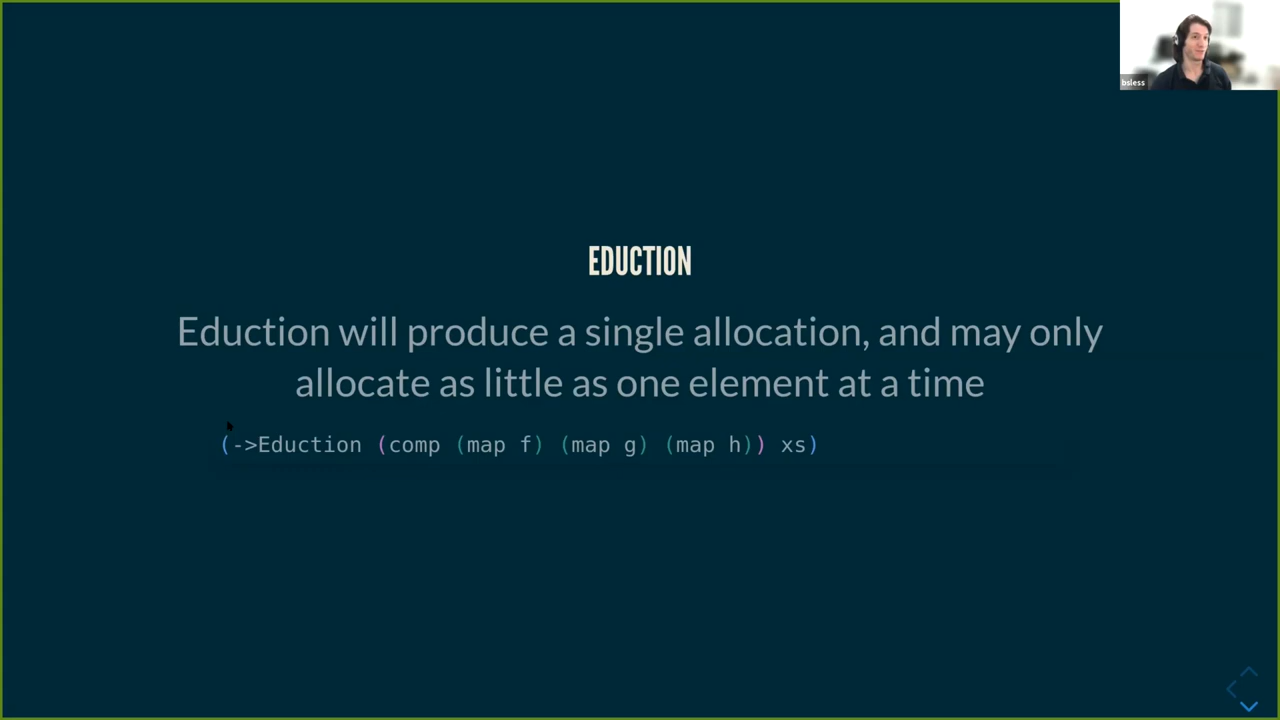 bsless
EDUCTION
Eduction will produce a single allocation, and may only
allocate as little as one element at a time
(->Eduction (comp (map f) (map g) (map h)) xs)